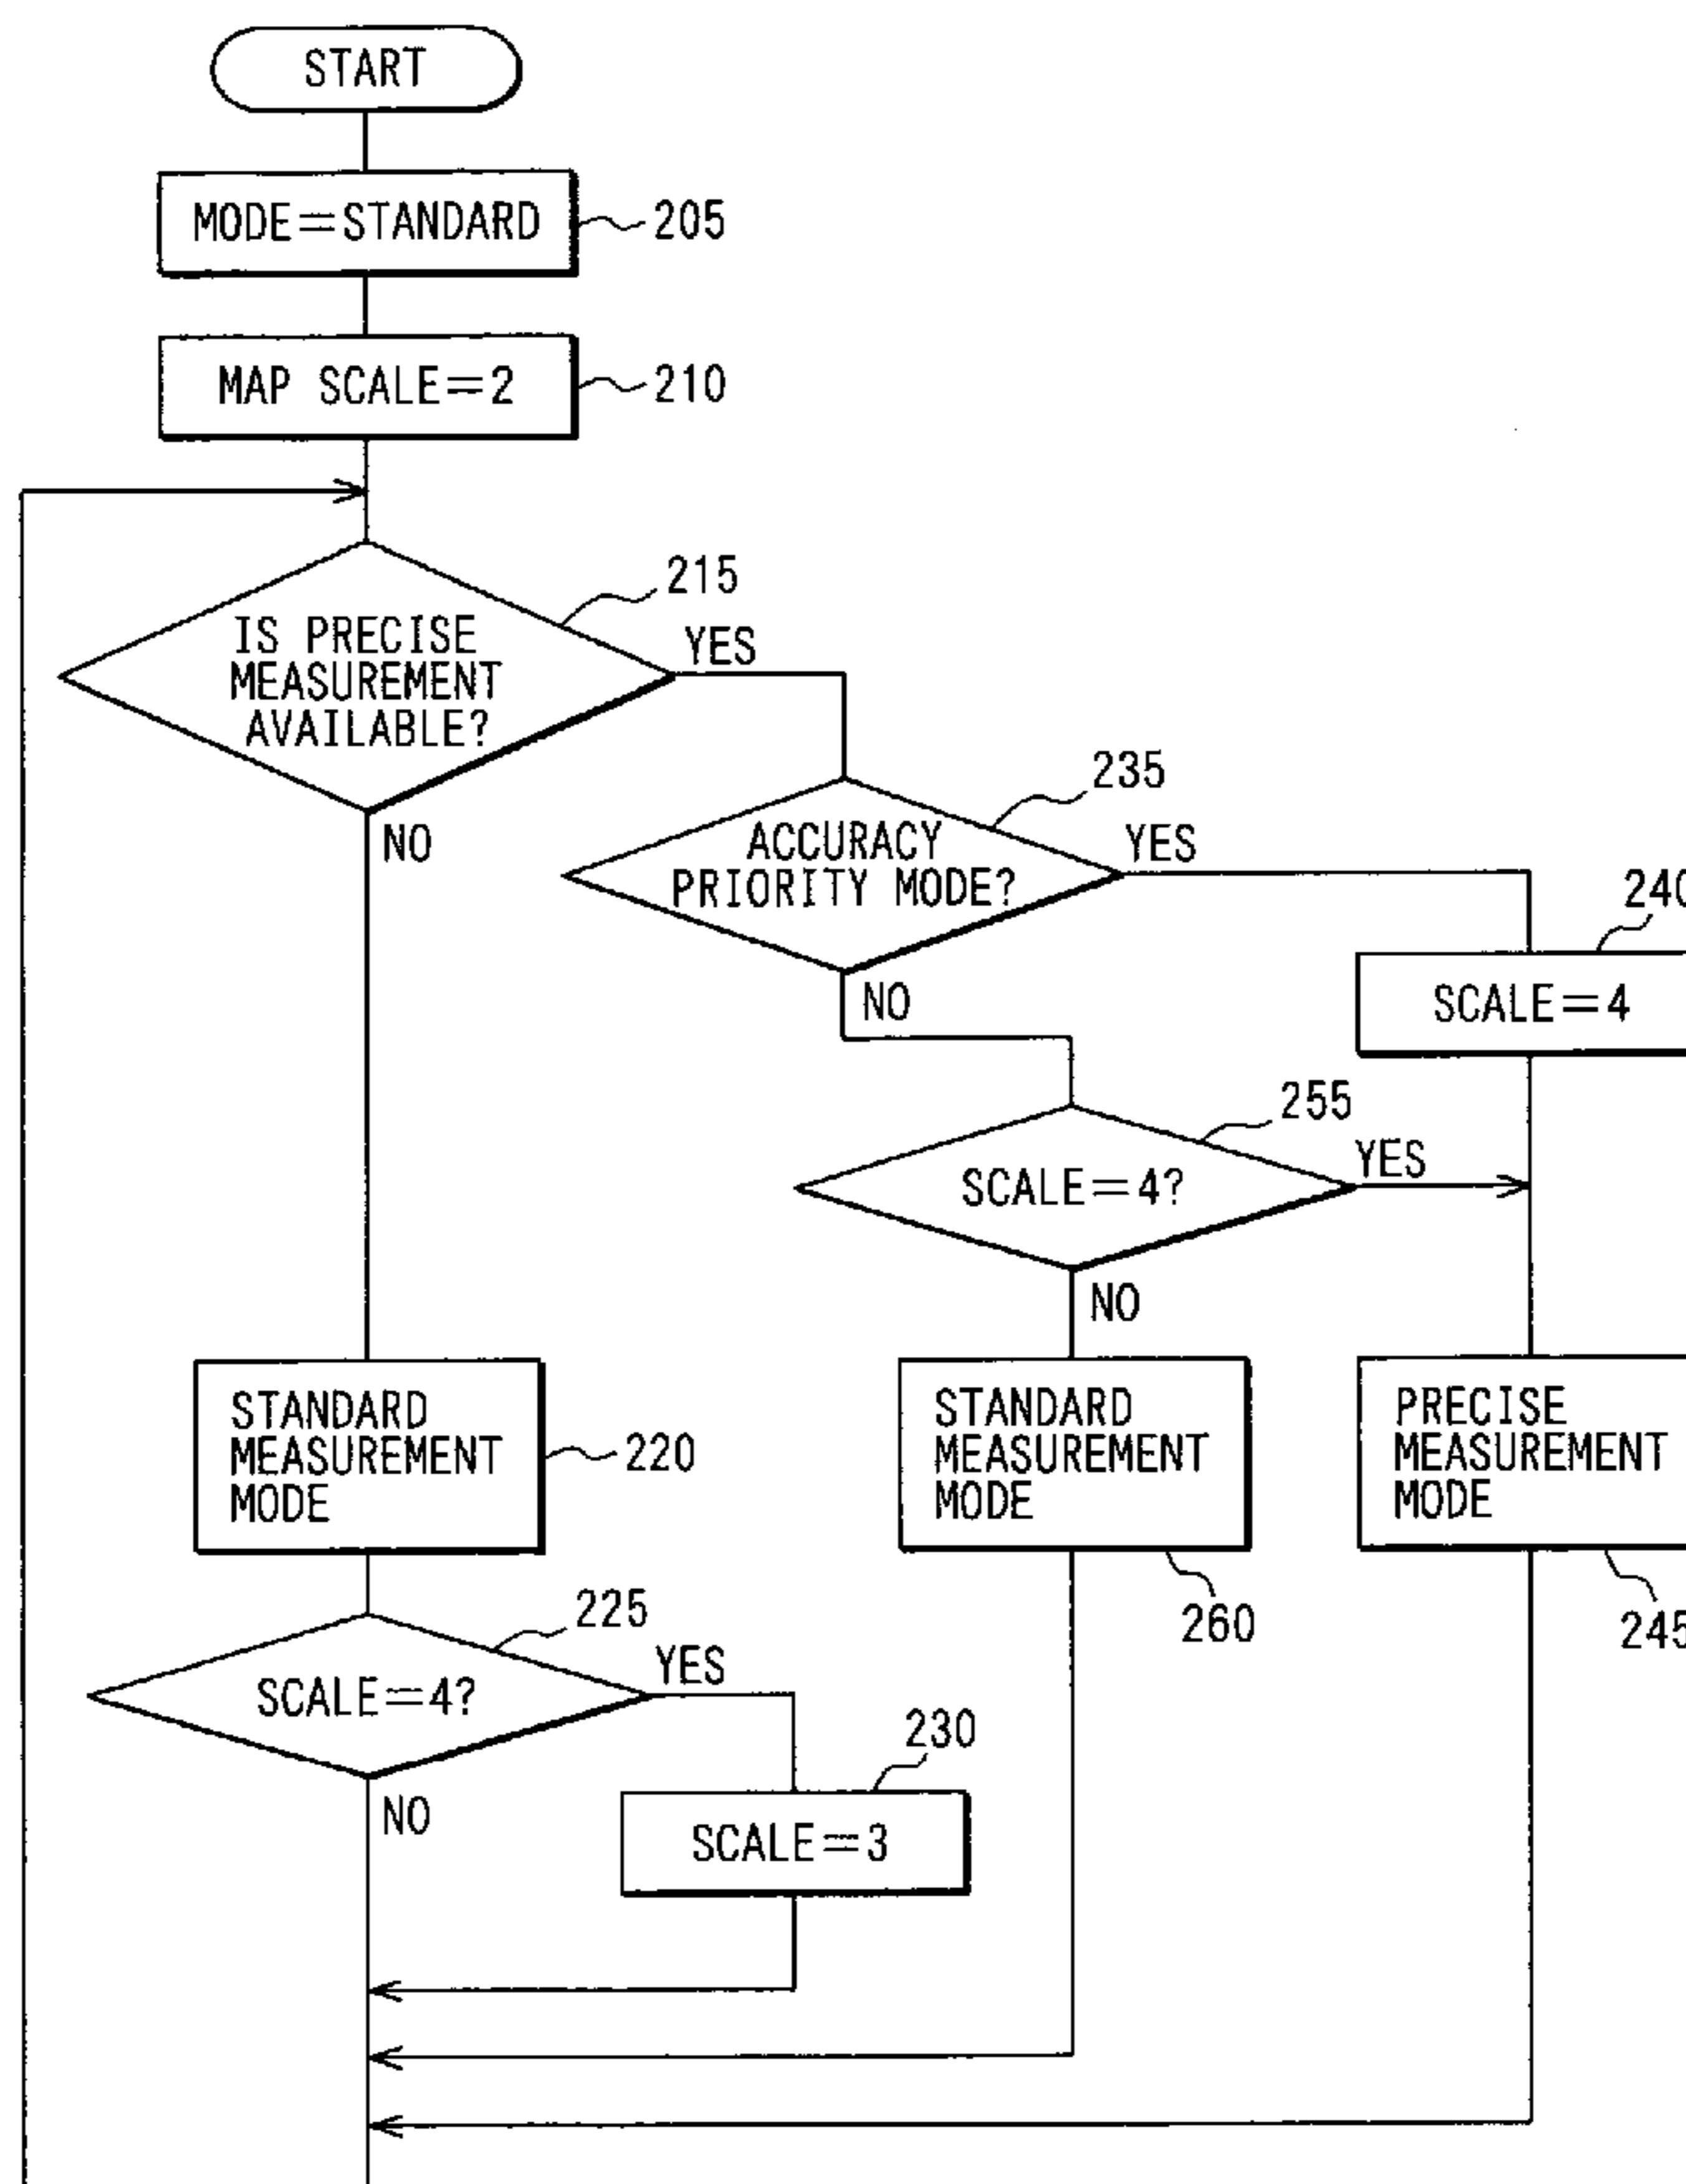 START
MODE=STANDARD
205
MAP SCALE=2
210
215
IS PRECISE
MEASUREMENT
AVAILABLE?
YES
NO
235
ACCURACY
PRIORITY MODE?
YES
NO
240
SCALE=4
255
SCALE=4?
YES
NO
STANDARD
MEASUREMENT
MODE
220
STANDARD
MEASUREMENT
MODE
260
PRECISE
MEASUREMENT
MODE
245
225
SCALE=4?
YES
NO
230
SCALE=3